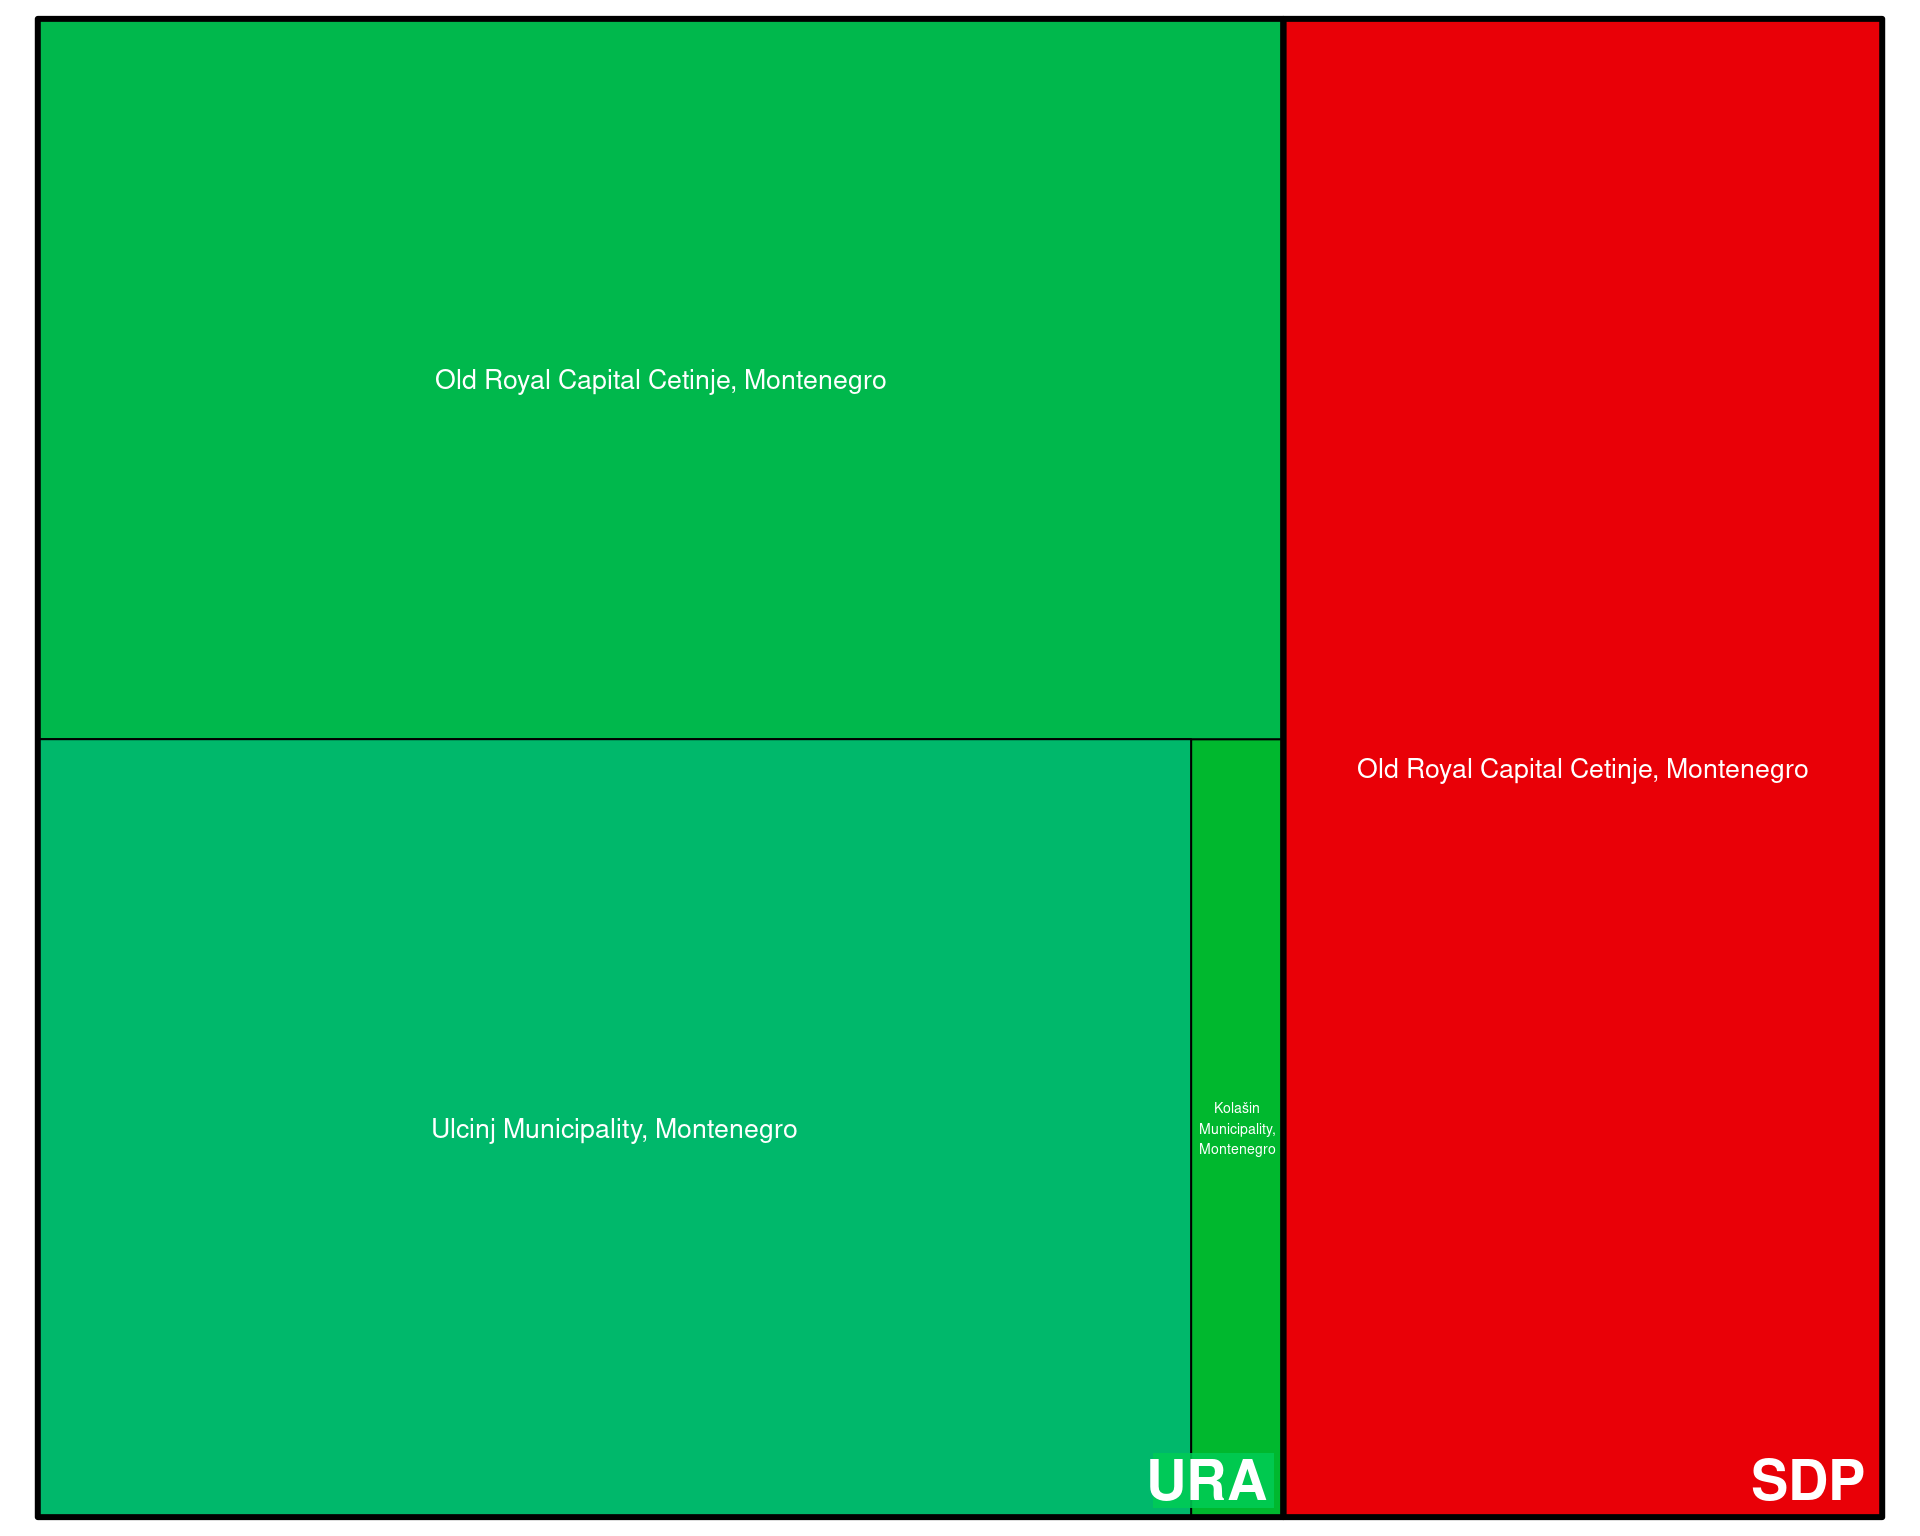 Old Royal Capital Cetinje, Montenegro
Old Royal Capital Cetinje, Montenegro
Ulcinj Municipality, Montenegro
Kolašin
Municipality,
Montenegro
URA
SDP